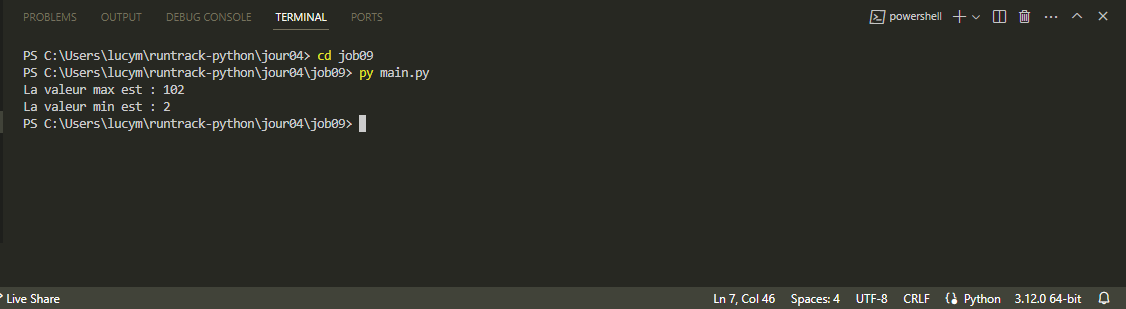 PROBLEMS OUTPUT DEBUG CONSOLE TERMINAL PORTS powershell
PS C:\Users\lucym\runtrack-python\jour04> cd job09
PS C:\Users\lucym\runtrack-python\jour04\job09> py main.py
La valeur max est : 102
La valeur min est : 2
PS C:\Users\lucym\runtrack-python\jour04\job09>
Live Share Ln 7, Col 46 Spaces: 4 UTF-8 CRLF Python 3.12.0 64-bit